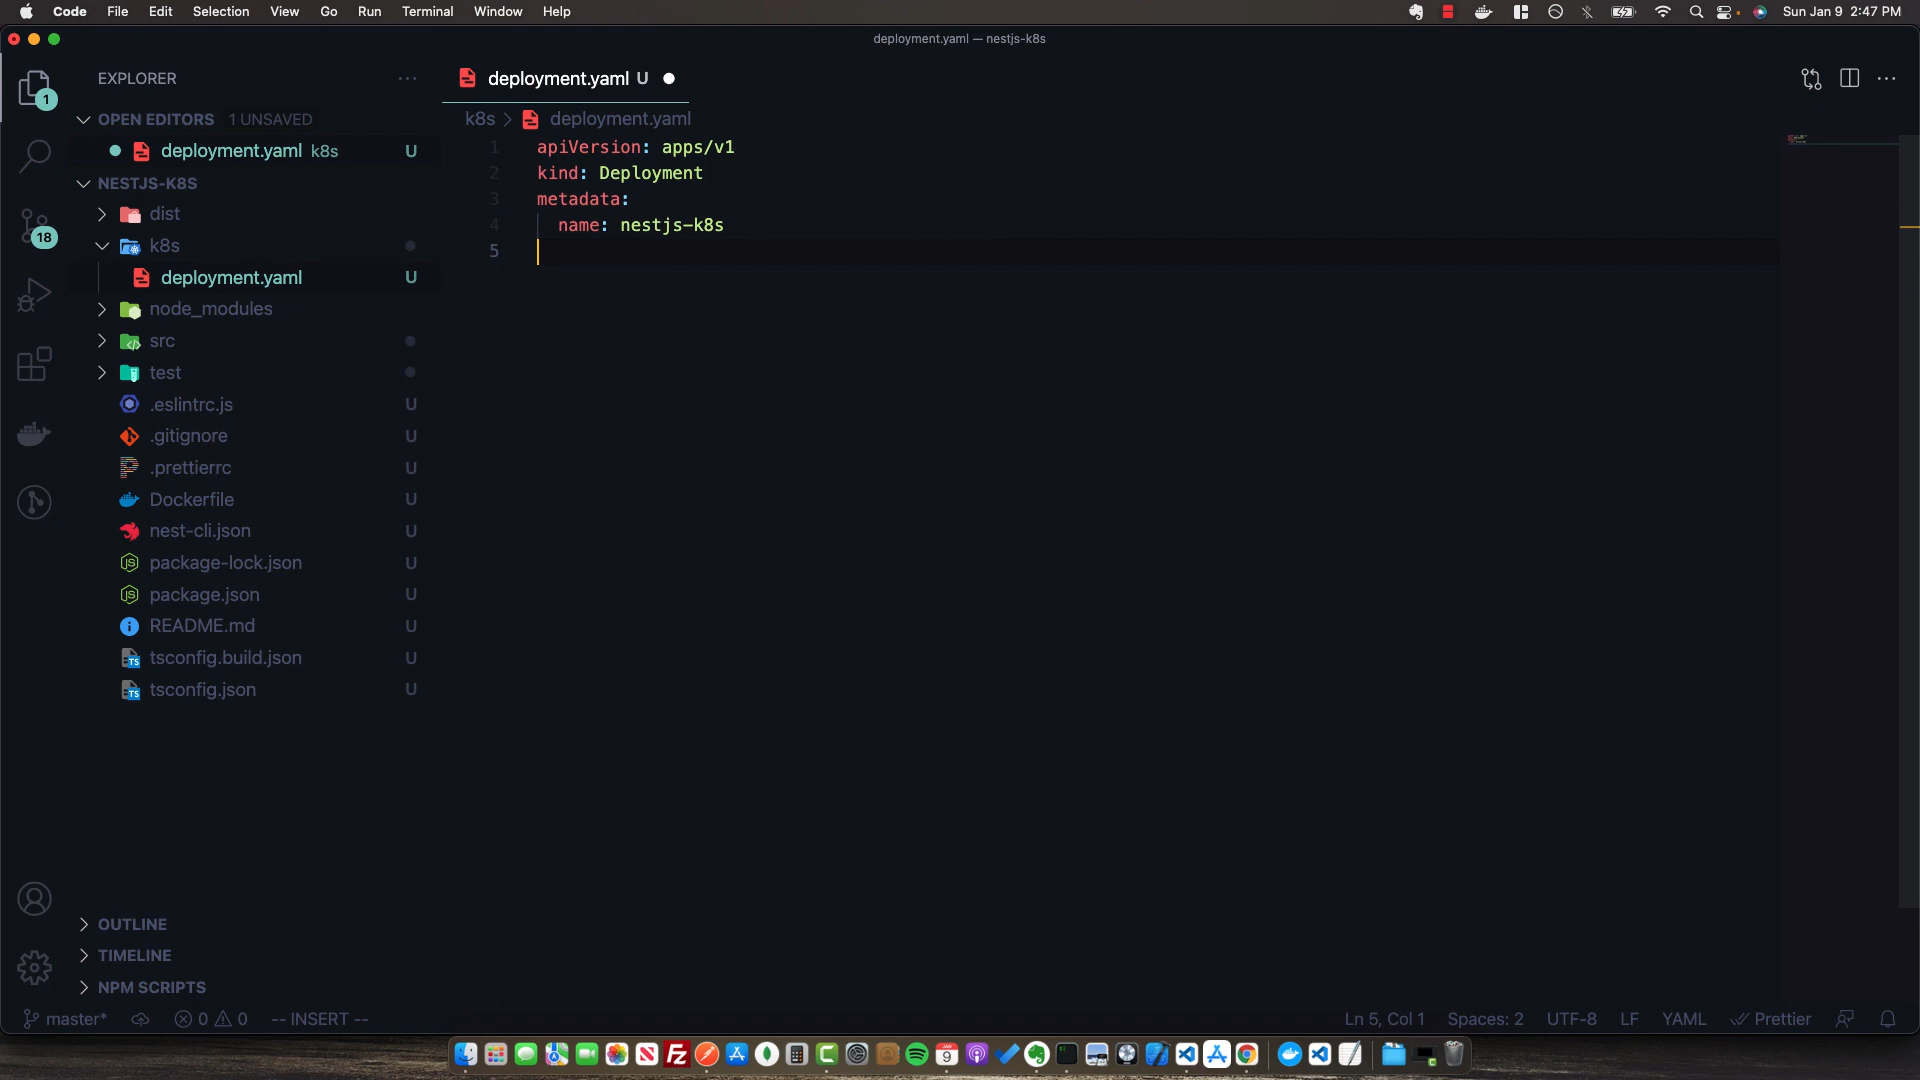 Code File Edit Selection View Go Run Terminal Window Help
Sun Jan 9 2:47 PM
deployment.yaml — nestjs-k8s
1
EXPLORER
deployment.yaml U
OPEN EDITORS 1 UNSAVED
deployment.yaml k8s U
NESTJS-K8S
dist
k8s
deployment.yaml U
node_modules
src
test
.eslintrc.js U
.gitignore U
.prettierrc U
Dockerfile U
nest-cli.json U
package-lock.json U
package.json U
README.md U
tsconfig.build.json U
tsconfig.json U
OUTLINE
TIMELINE
NPM SCRIPTS
18
k8s > deployment.yaml
1 apiVersion: apps/v1
2 kind: Deployment
3 metadata:
4 name: nestjs-k8s
5
master* 0 0 -- INSERT --
Ln 5, Col 1 Spaces: 2 UTF-8 LF YAML Prettier